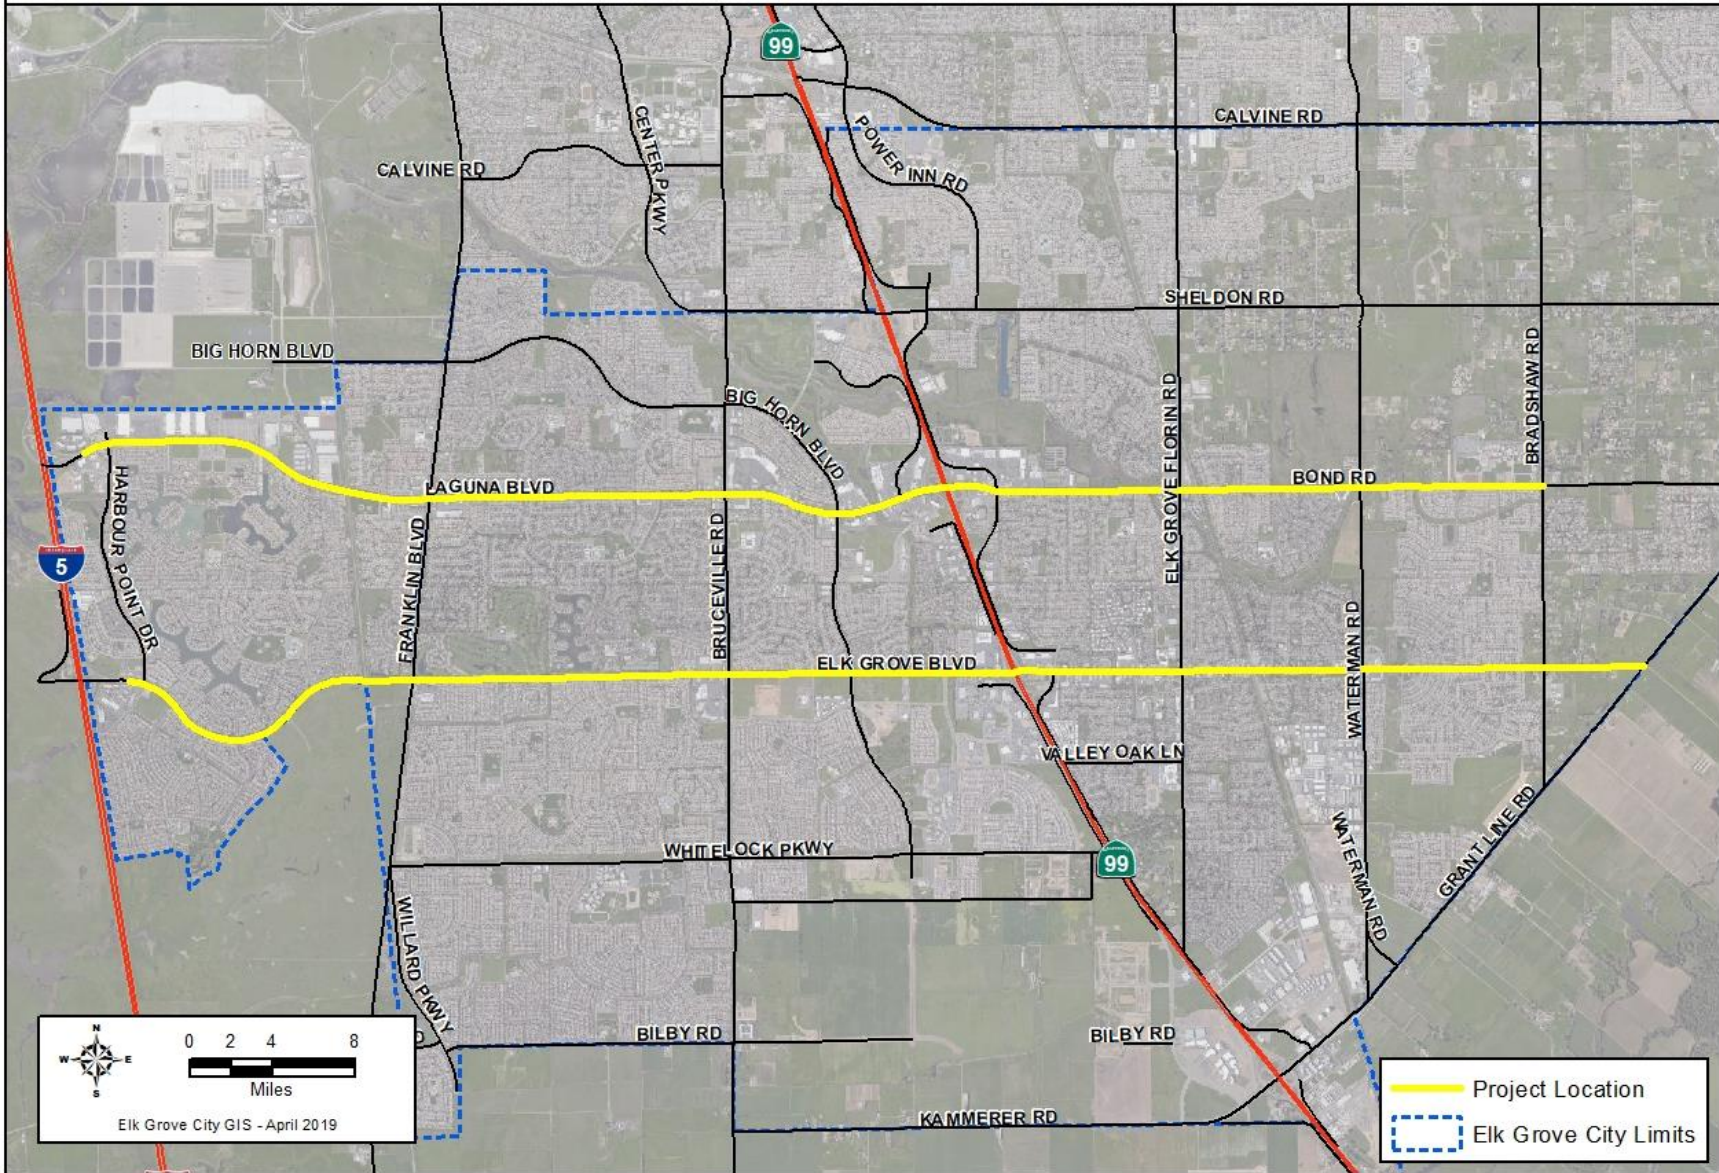 99
CALVINE RD
CENTER PKWY
POWER INN RD
CALVINE RD
SHELDON RD
BIG HORN BLVD
BIG HORN BLVD
ELK GROVE FLORIN RD
BRADSHAW RD
HARBOUR POINT DR
LAGUNA BLVD
BOND RD
5
FRANKLIN BLVD
BRUCEVILLE RD
WATERMAN RD
ELK GROVE BLVD
VALLEY OAK LN
WHITELOCK PKWY
99
WATERMAN RD
GRANT LINE RD
WILLARD PKWY
BILBY RD
BILBY RD
KAMMERER RD
N
W E
S
0 2 4 8
Miles
Elk Grove City GIS - April 2019
Project Location
Elk Grove City Limits